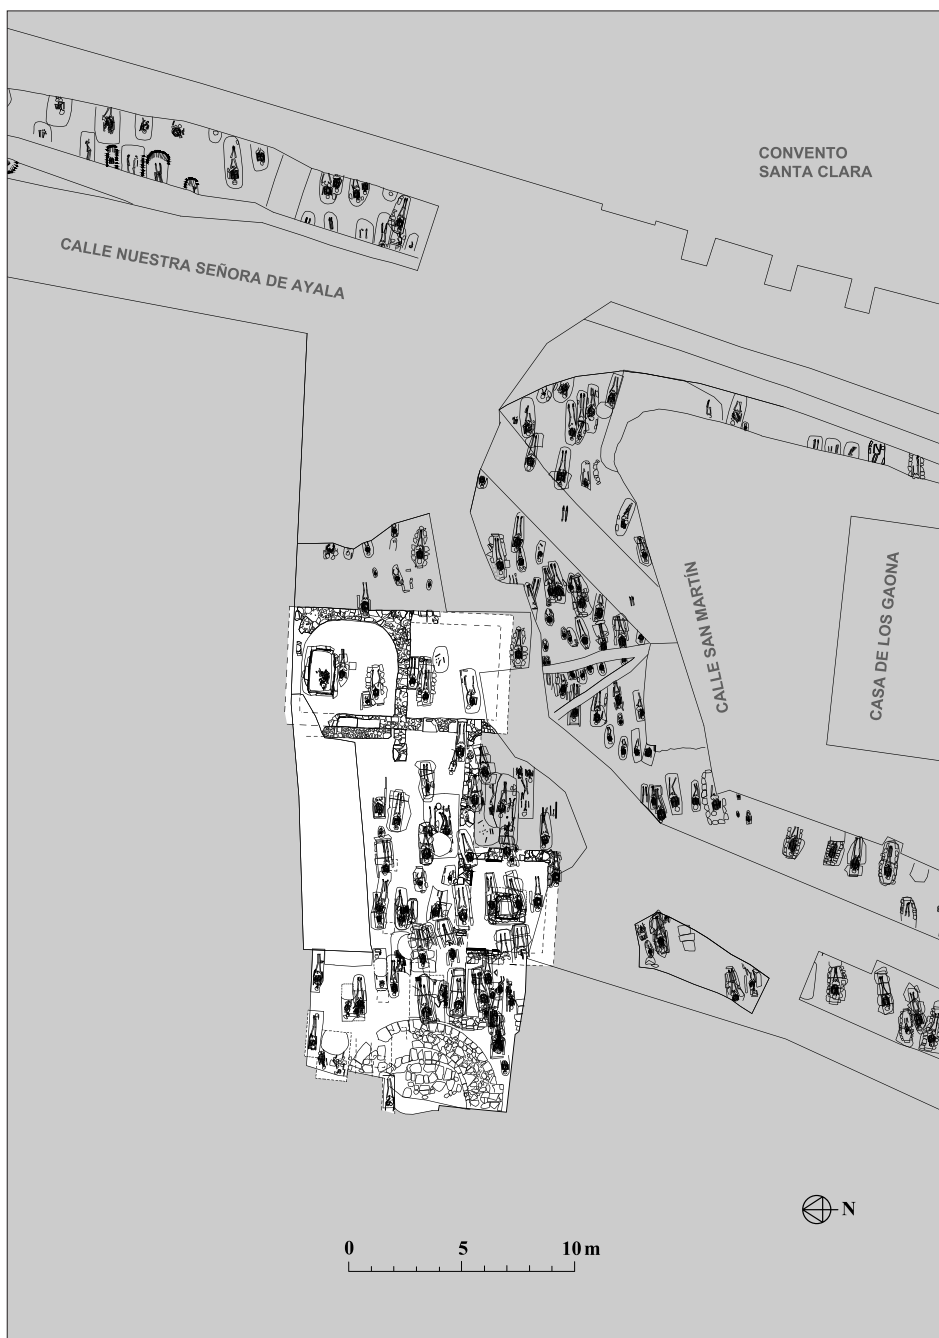 CONVENTO
SANTA CLARA
CALLE NUESTRA SEÑORA DE AYALA
CALLE SAN MARTÍN
CASA DE LOS GAONA
N
0 5 10 m